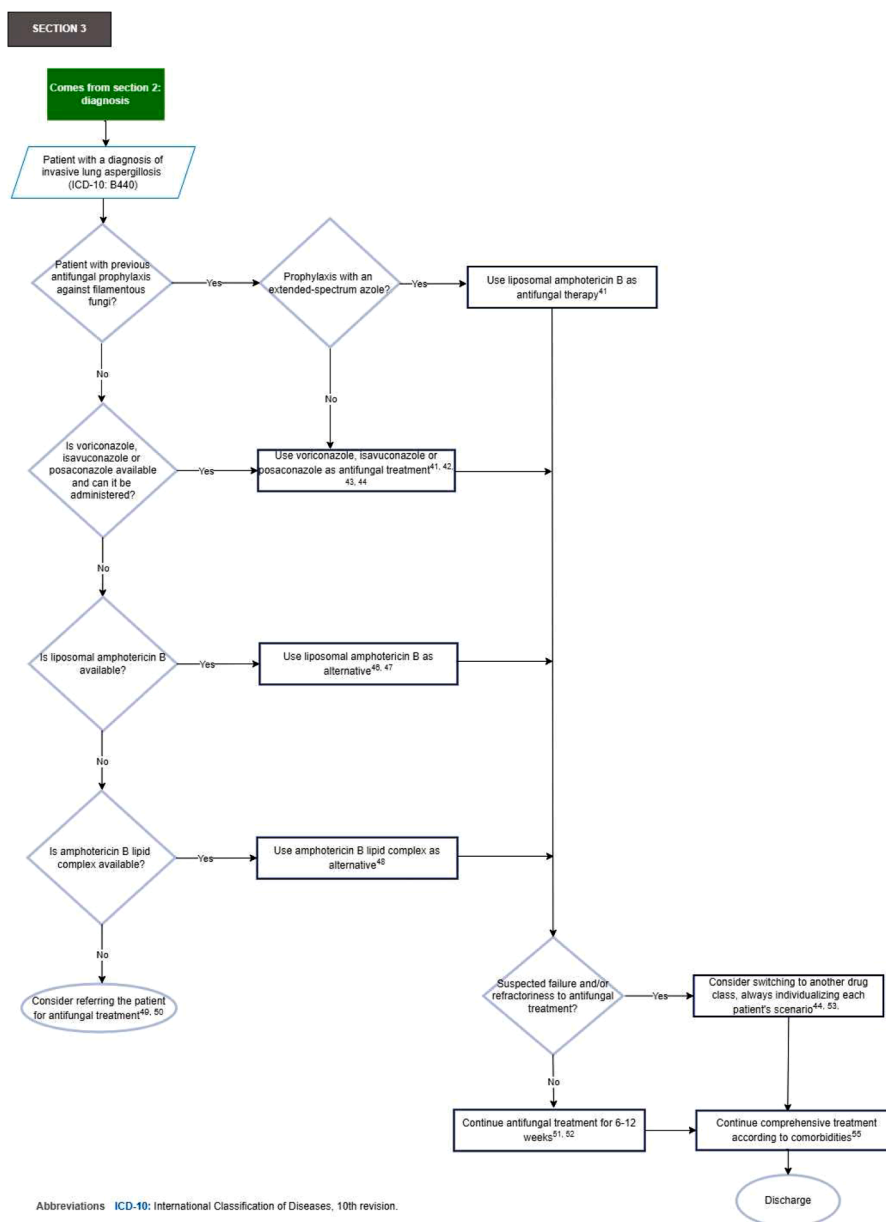 SECTION 3
Comes from section 2:
diagnosis
Patient with a diagnosis of
invasive lung aspergillosis
(ICD-10: B440)
Patient with previous
antifungal prophylaxis
against filamentous
fungi?
Yes
Prophylaxis with an
extended-spectrum azole?
Yes
Use liposomal amphotericin B as
antifungal therapy41
No
No
Is voriconazole,
isavuconazole or
posaconazole available
and can it be
administered?
Yes
Use voriconazole, isavuconazole or
posaconazole as antifungal treatment41, 42,
43, 44
No
Is liposomal amphotericin B
available?
Yes
Use liposomal amphotericin B as
alternative46, 47
No
Is amphotericin B lipid
complex available?
Yes
Use amphotericin B lipid complex as
alternative48
No
Consider referring the patient
for antifungal treatment49, 50
Suspected failure and/or
refractoriness to antifungal
treatment?
Yes
Consider switching to another drug
class, always individualizing each
patient's scenario44, 53,
No
Continue antifungal treatment for 6-12
weeks51, 52
Continue comprehensive treatment
according to comorbidities55
Discharge
Abbreviations ICD-10: International Classification of Diseases, 10th revision.